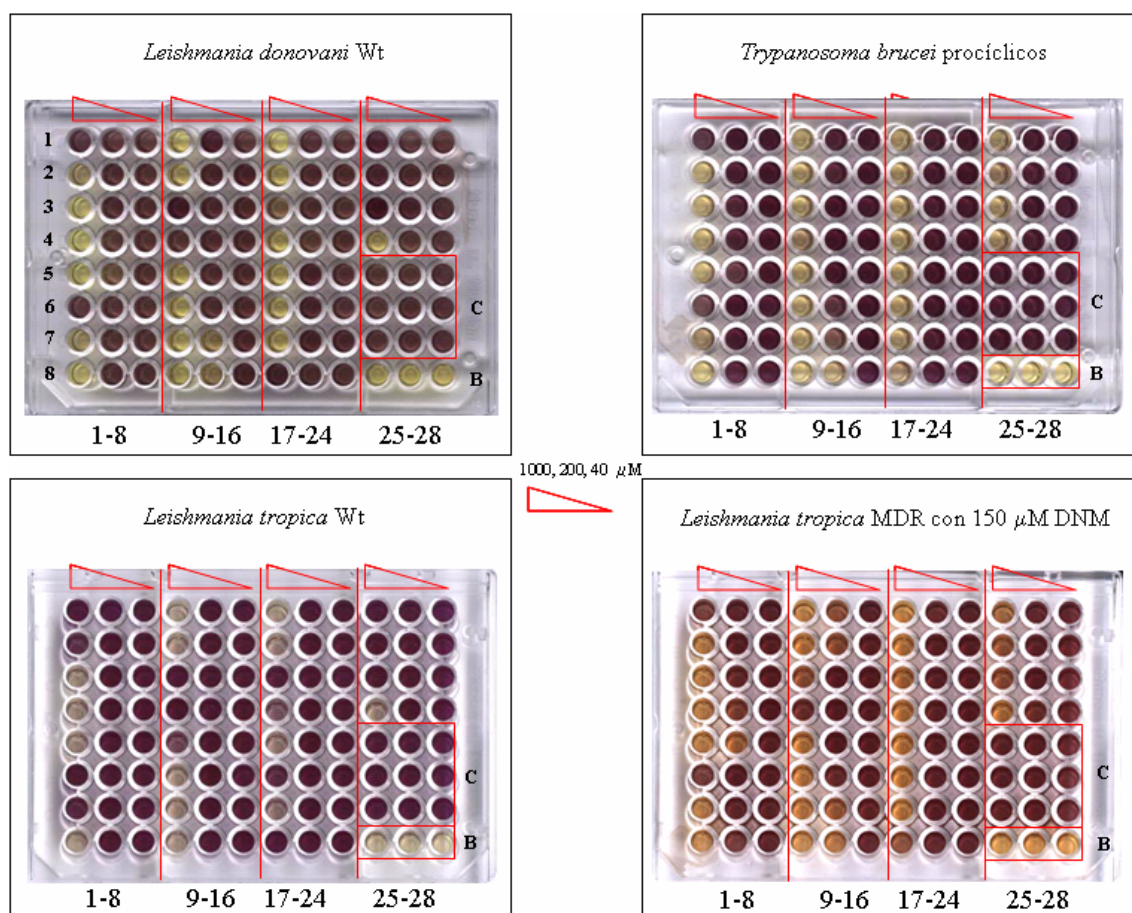 Leishmania donovani Wt
1
2
3
4
5
6
7
8
C
B
1-8 9-16 17-24 25-28
Trypanosoma brucei procíclicos
C
B
1-8 9-16 17-24 25-28
1000, 200, 40 µM
Leishmania tropica Wt
C
B
1-8 9-16 17-24 25-28
Leishmania tropica MDR con 150 µM DNM
C
B
1-8 9-16 17-24 25-28